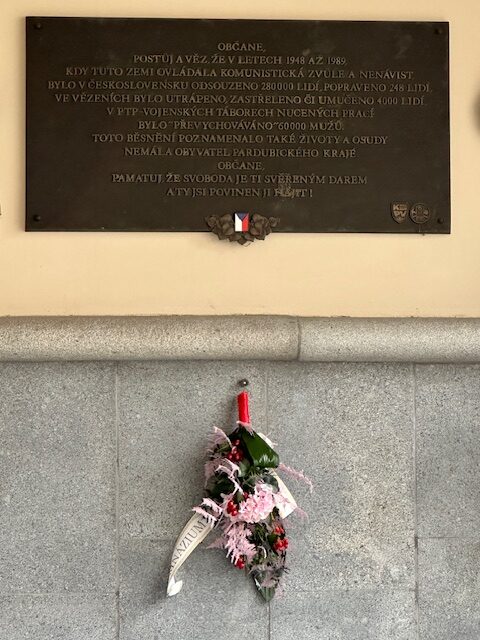 OBČANE,
POSTŮJ A VĚZ, ŽE V LETECH 1948 AŽ 1989,
KDY TUTO ZEMI OVLÁDALA KOMUNISTICKÁ ZVŮLE A NENÁVIST
BYLO V ČESKOSLOVENSKU ODSOUZENO 280000 LIDÍ, POPRAVENO 248 LIDÍ.
VE VĚZENÍCH BYLO UTRÁPENO, ZASTŘELENO ČI UMUČENO 4000 LIDÍ.
V PTP-VOJENSKÝCH TÁBORECH NUCENÝCH PRACÍ
BYLO "PŘEVYCHOVÁVÁNO" 60000 MUŽŮ.
TOTO BĚSNĚNÍ POZNAMENALO TAKÉ ŽIVOTY A OSUDY
NEMÁLA OBYVATEL PARDUBICKÉHO KRAJE
OBČANE,
PAMATUJ, ŽE SVOBODA JE TI SVĚŘENÝM DAREM
A TY JSI POVINEN JI HÁJIT!